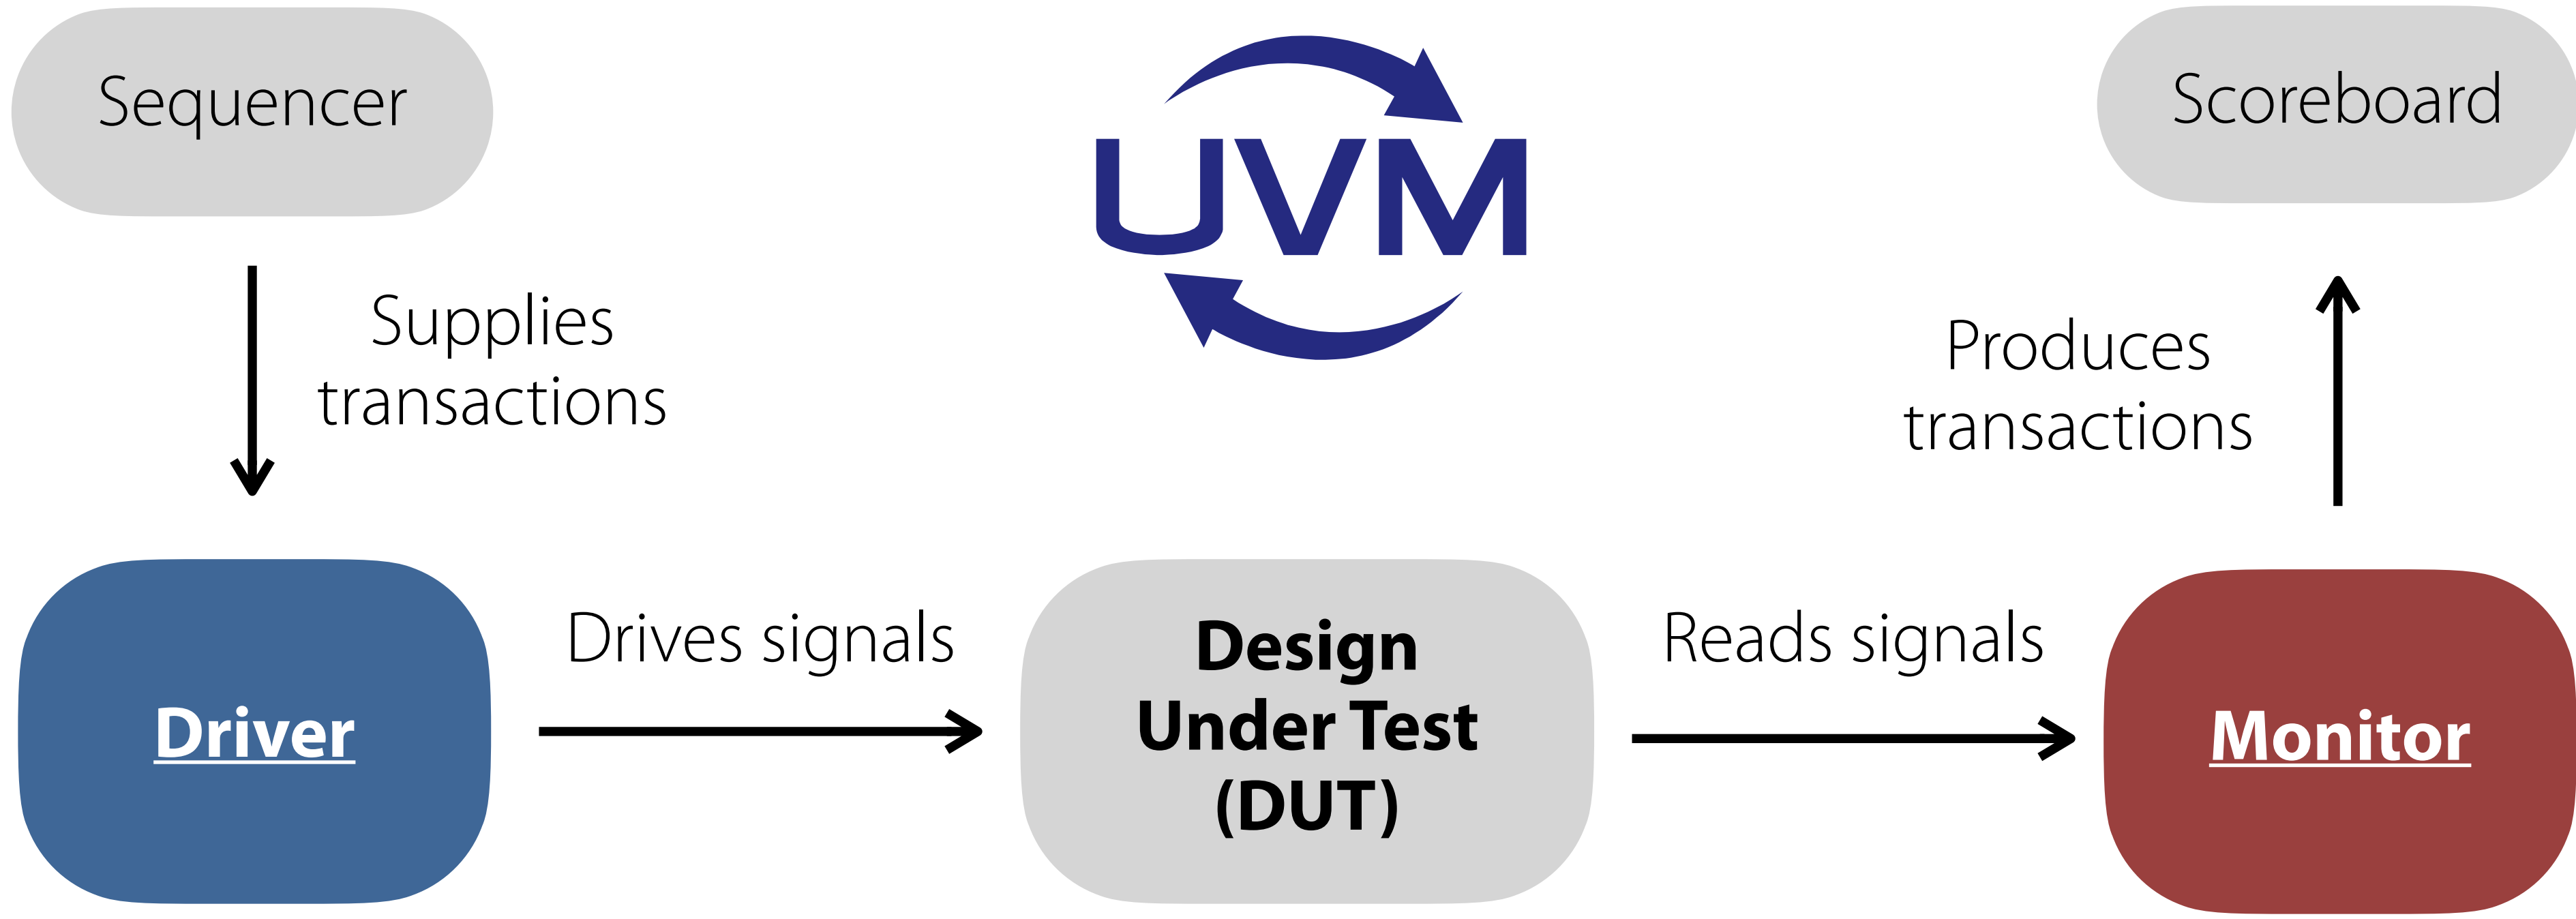 Sequencer
UVM
Scoreboard
Supplies
transactions
Produces
transactions
Driver
Drives signals
Design
Under Test
(DUT)
Reads signals
Monitor